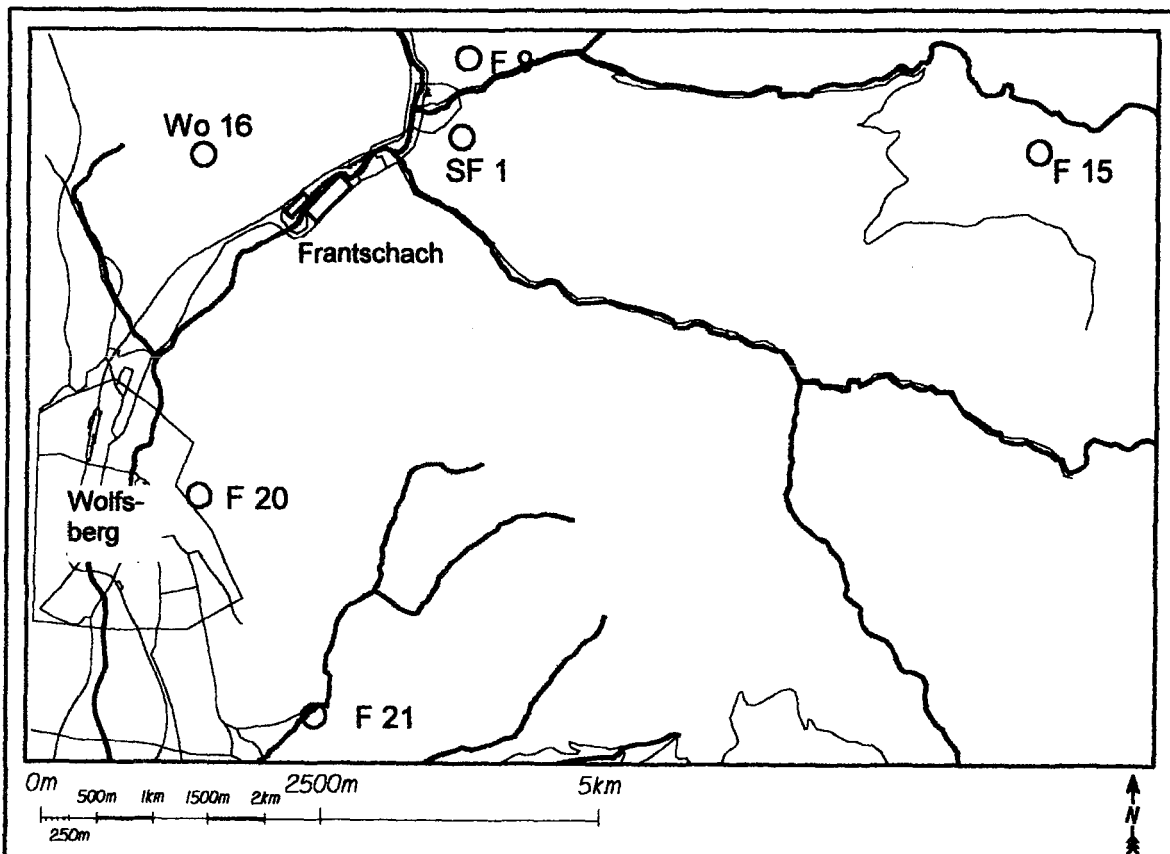 F 9
Wo 16
SF 1
F 15
Frantschach
Wolfs-
berg
F 20
F 21
0m 2500m 5km
500m 1km 1500m 2km
250m
N